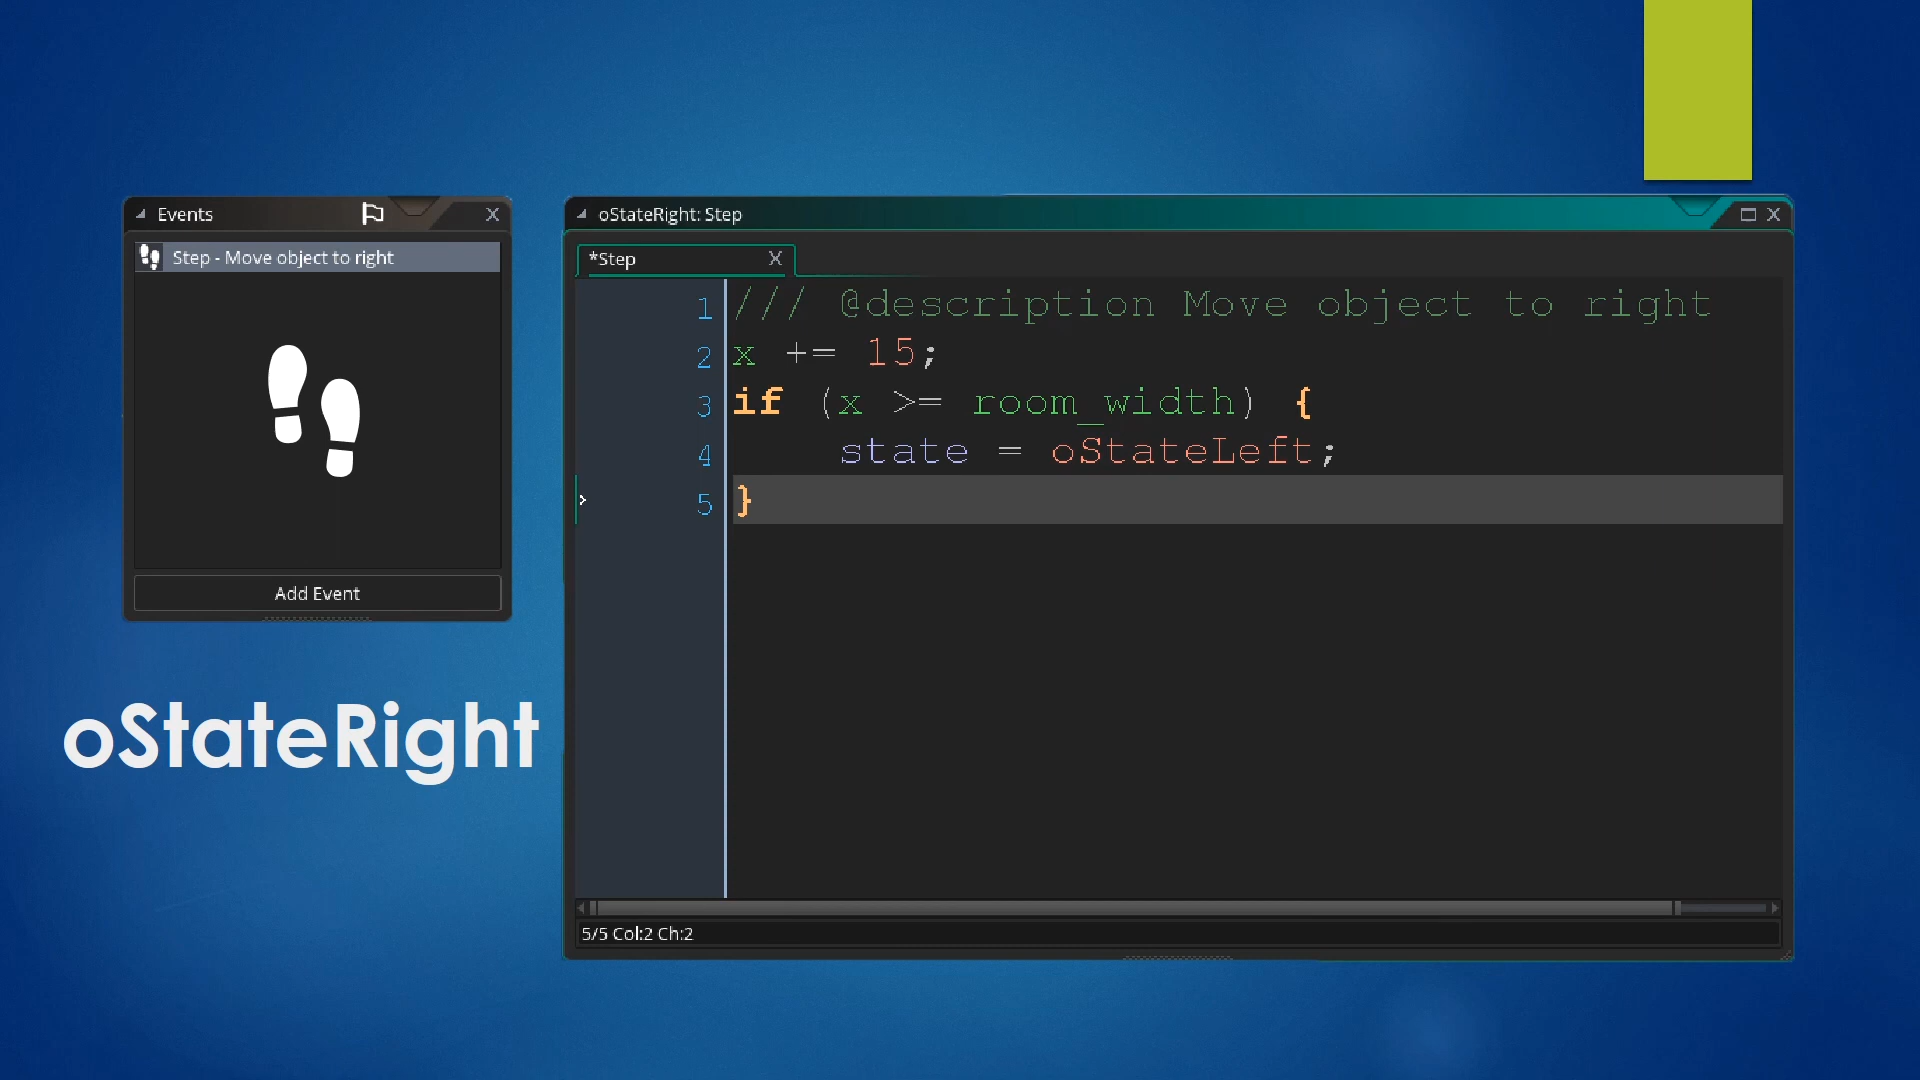 Events
X
Step - Move object to right
Add Event
oStateRight
oStateRight: Step
X
*Step
X
1 /// @description Move object to right
2 x += 15;
3 if (x >= room_width) {
4 state = oStateLeft;
5 }
5/5 Col:2 Ch:2